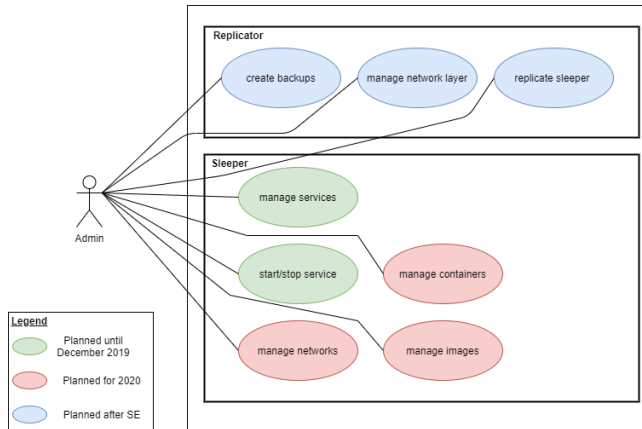 Replicator
create backups
manage network layer
replicate sleeper
Sleeper
manage services
Admin
start/stop service
manage containers
manage networks
manage images
Legend
Planned until
December 2019
Planned for 2020
Planned after SE